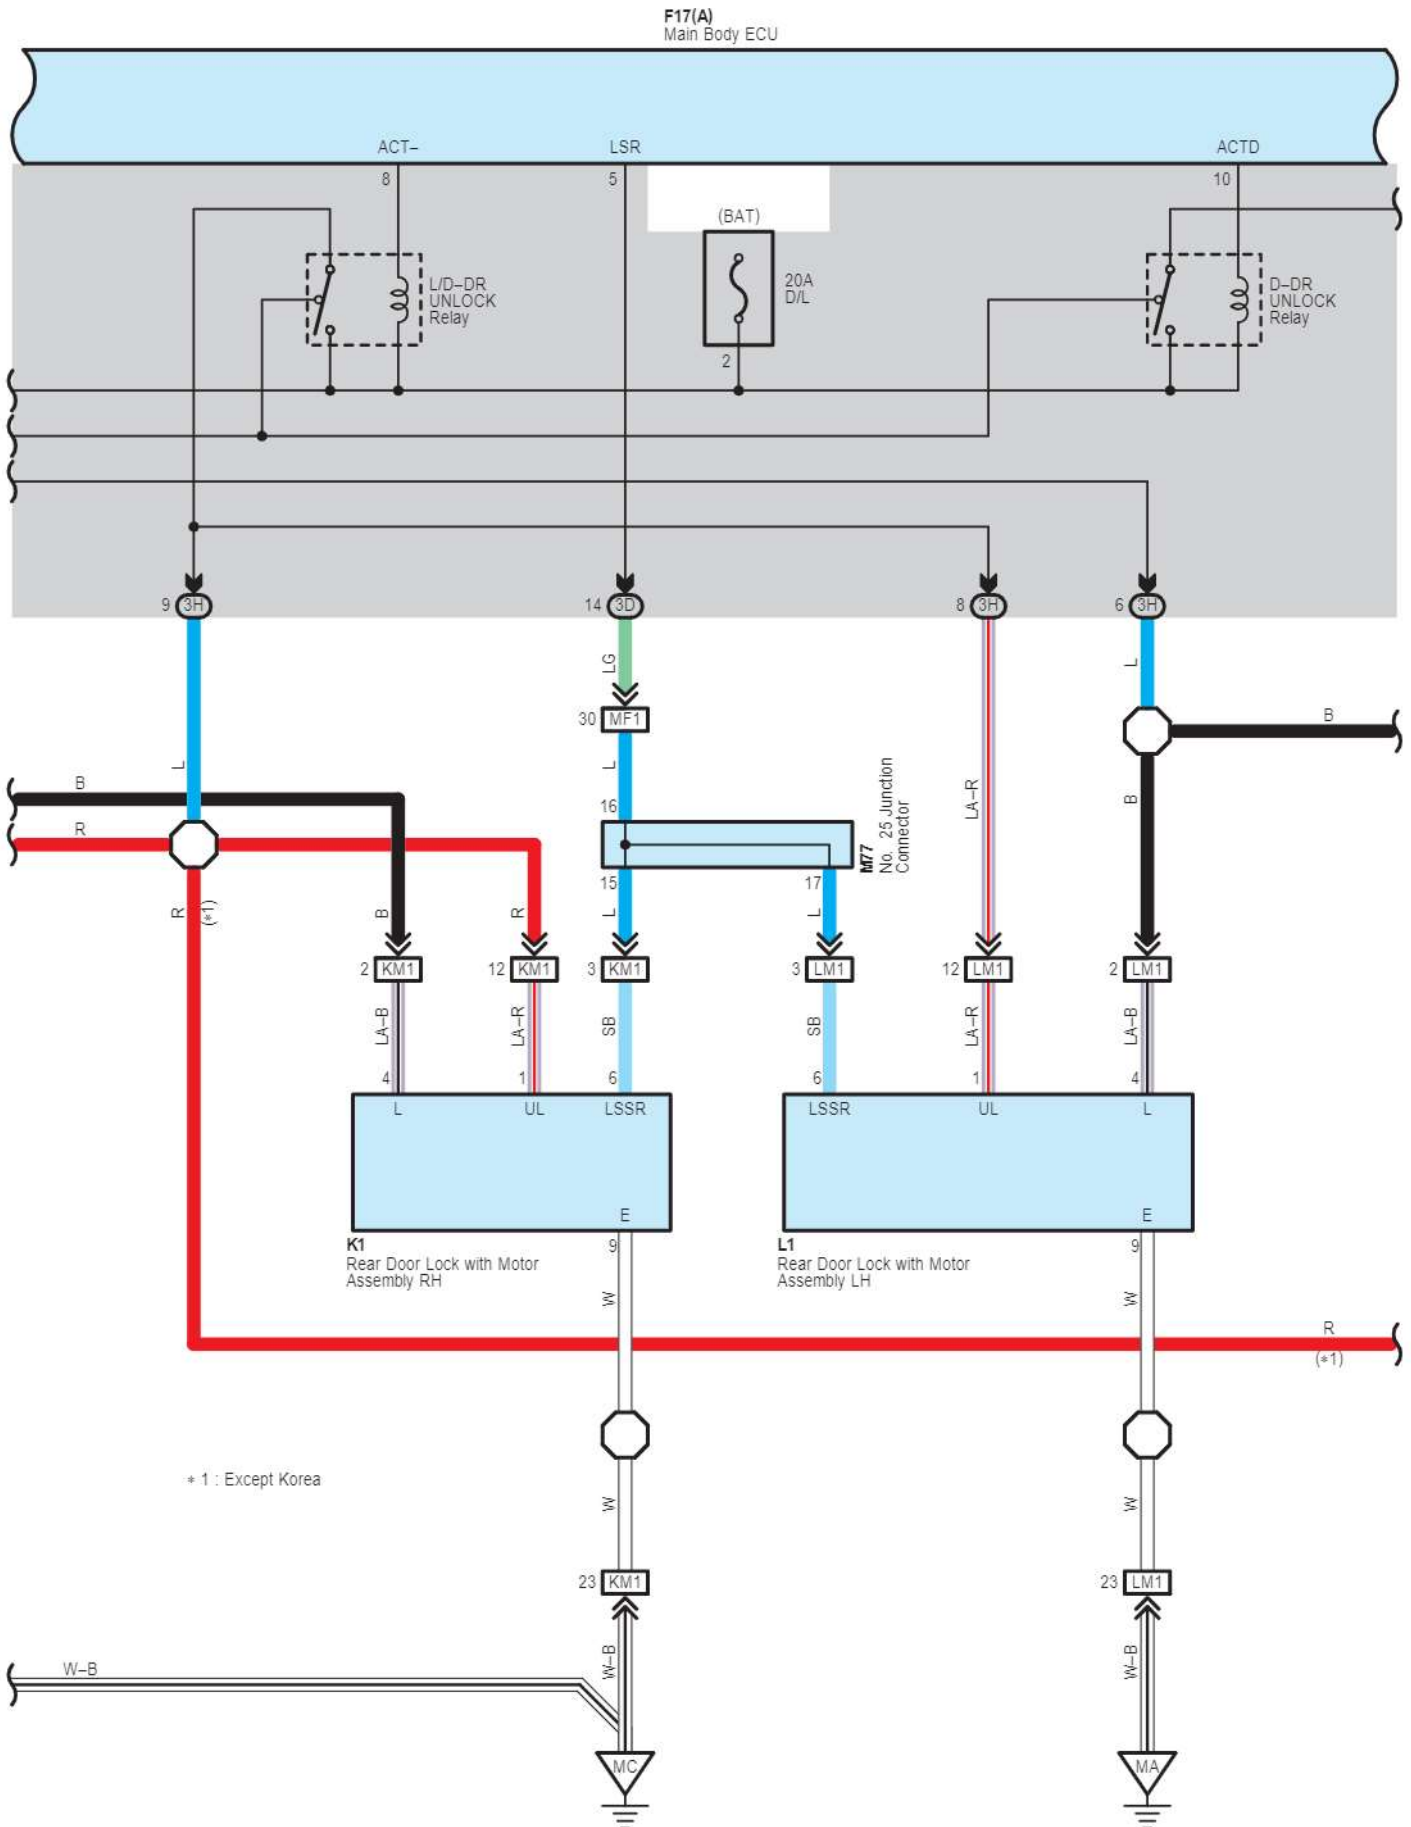 F17(A)
Main Body ECU
ACT–
LSR
ACTD
8
5
10
(BAT)
L/D–DR
UNLOCK
Relay
20A
D/L
D–DR
UNLOCK
Relay
2
9 3H
14 3D
8 3H
6 3H
LG
L
30 MF1
B
L
L
B
16
LA–R
B
R
No. 25 Junction
Connector
M77
15
17
R
(*1)
B
R
L
L
2 KM1
12 KM1
3 KM1
3 LM1
12 LM1
2 LM1
LA–B
LA–R
SB
SB
LA–R
LA–B
4
1
6
6
1
4
L
UL
LSSR
LSSR
UL
L
E
E
K1
Rear Door Lock with Motor
Assembly RH
9
L1
Rear Door Lock with Motor
Assembly LH
9
W
W
R
(*1)
* 1 : Except Korea
W
W
23 KM1
23 LM1
W–B
W–B
W–B
MC
MA